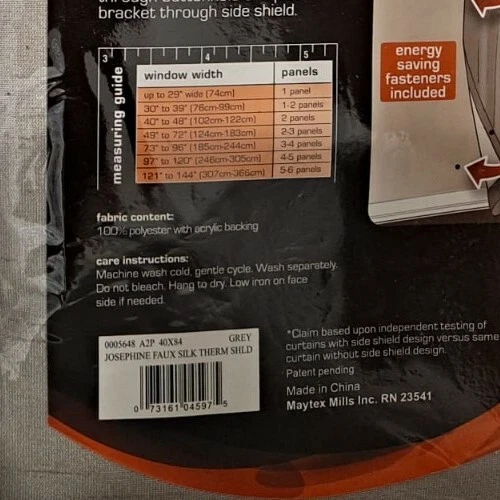 bracket through side shield.
3 4 5
measuring guide
window width panels
up to 29" wide (74cm) 1 panel
30" to 39" (76cm-99cm) 1-2 panels
40" to 48" (102cm-122cm) 2 panels
49" to 72" (124cm-183cm) 2-3 panels
73" to 96" (185cm-244cm) 3-4 panels
97" to 120" (246cm-305cm) 4-5 panels
121" to 144" (307cm-366cm) 5-6 panels
energy
saving
fasteners
included
fabric content:
100% polyester with acrylic backing
care instructions:
Machine wash cold, gentle cycle. Wash separately.
Do not bleach. Hang to dry. Low iron on face
side if needed.
0005648 A2P 40X84 GREY
JOSEPHINE FAUX SILK THERM SHLD
0 73161 04597 5
*Claim based upon independent testing of
curtains with side shield design versus same
curtain without side shield design.
Patent pending
Made in China
Maytex Mills Inc. RN 23541